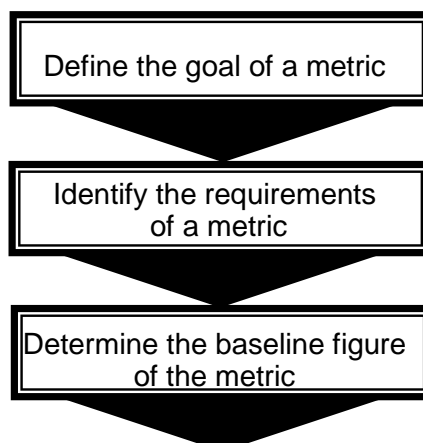 Define the goal of a metric
Identify the requirements
of a metric
Determine the baseline figure
of the metric